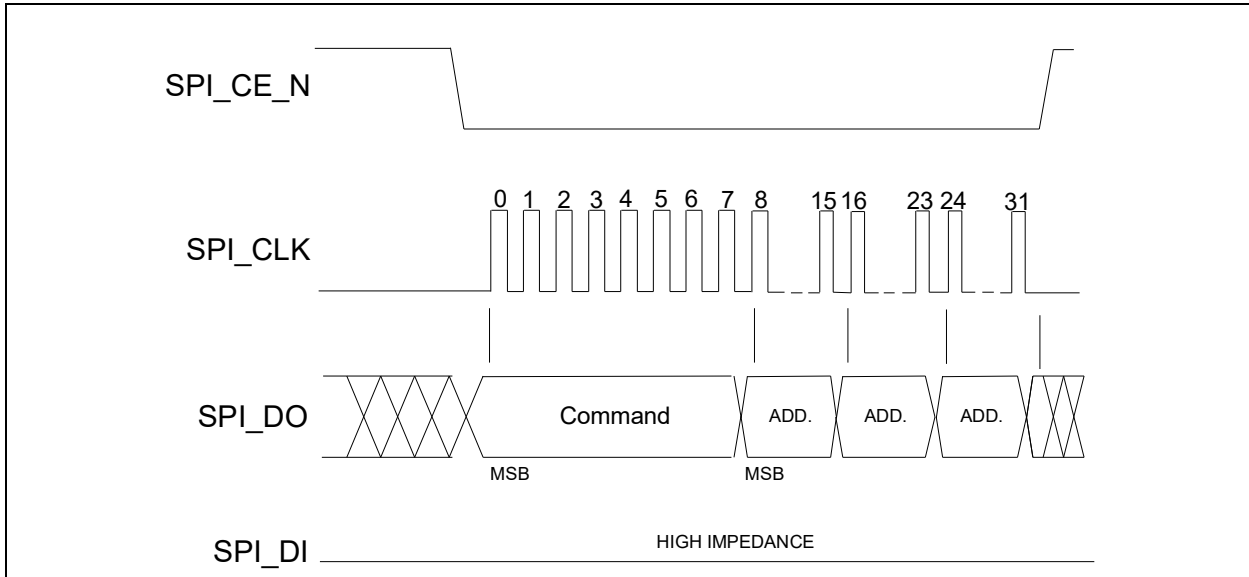 SPI_CE_N
0 1 2 3 4 5 6 7 8 15 16 23 24 31
SPI_CLK
SPI_DO
Command ADD. ADD. ADD.
MSB MSB
HIGH IMPEDANCE
SPI_DI